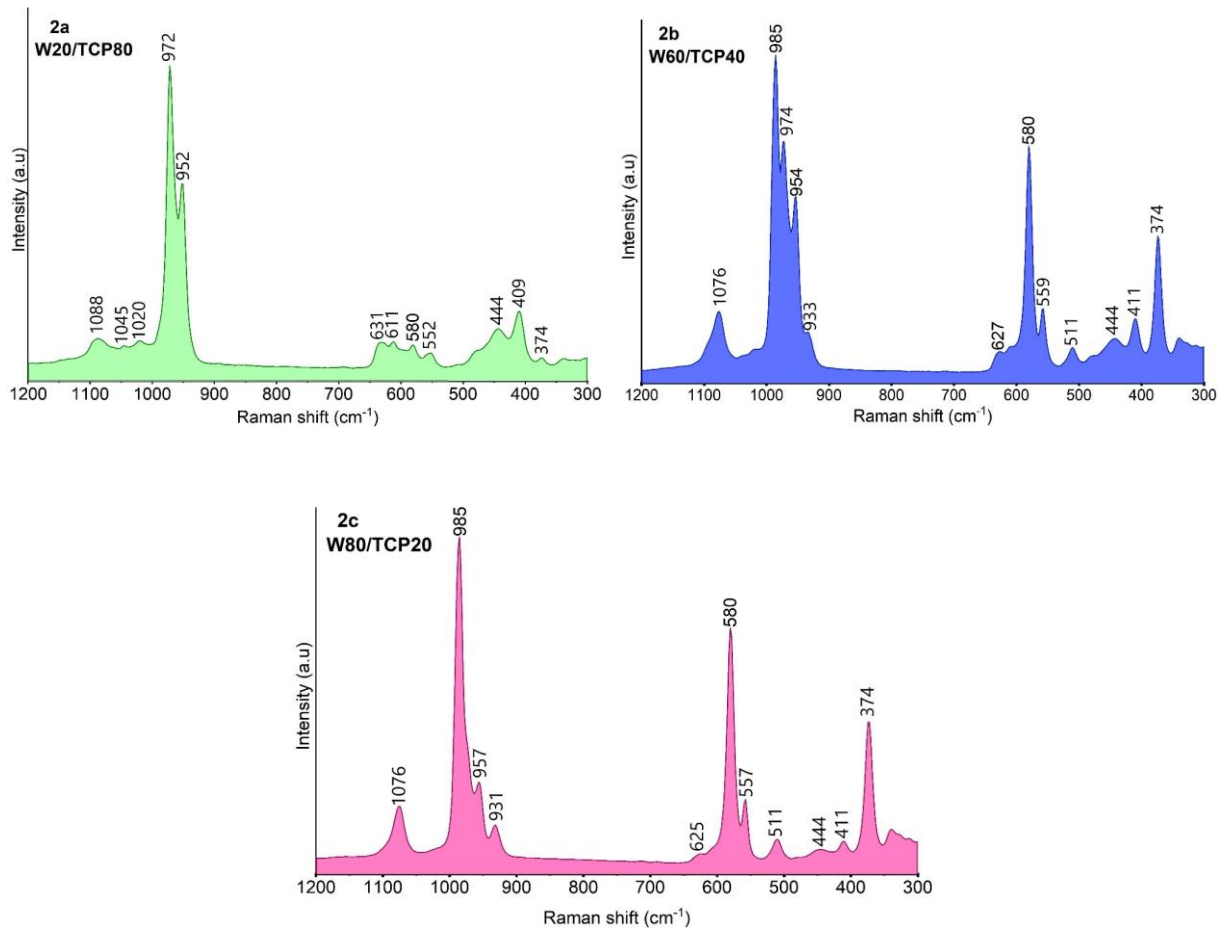 2a
W20/TCP80
972
952
1088
1045
1020
631
611
580
552
444
409
374
Intensity (a.u)
1200 1100 1000 900 800 700 600 500 400 300
Raman shift (cm-1)
2b
W60/TCP40
985
974
954
933
1076
627
580
559
511
444
411
374
Intensity (a.u)
1200 1100 1000 900 800 700 600 500 400 300
Raman shift (cm-1)
2c
W80/TCP20
985
957
931
1076
625
580
557
511
444
411
374
Intensity (a.u)
1200 1100 1000 900 800 700 600 500 400 300
Raman shift (cm-1)